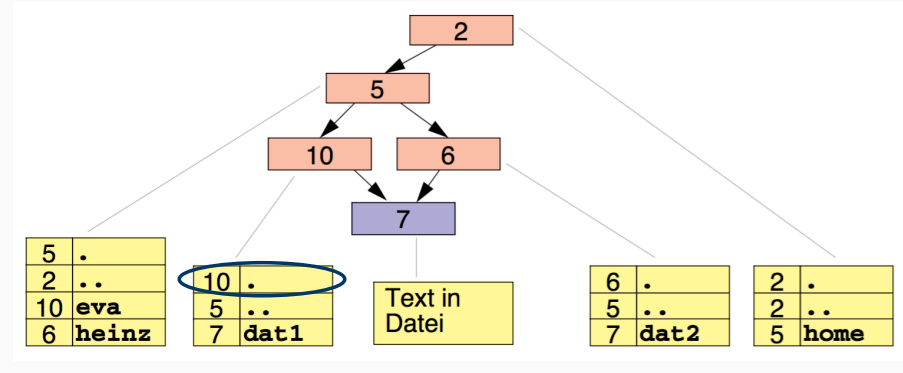 2
5
10 6
7
5 .
2 ..
10 eva
6 heinz
10 .
5 ..
7 dat1
Text in
Datei
6 .
5 ..
7 dat2
2 .
2 ..
5 home